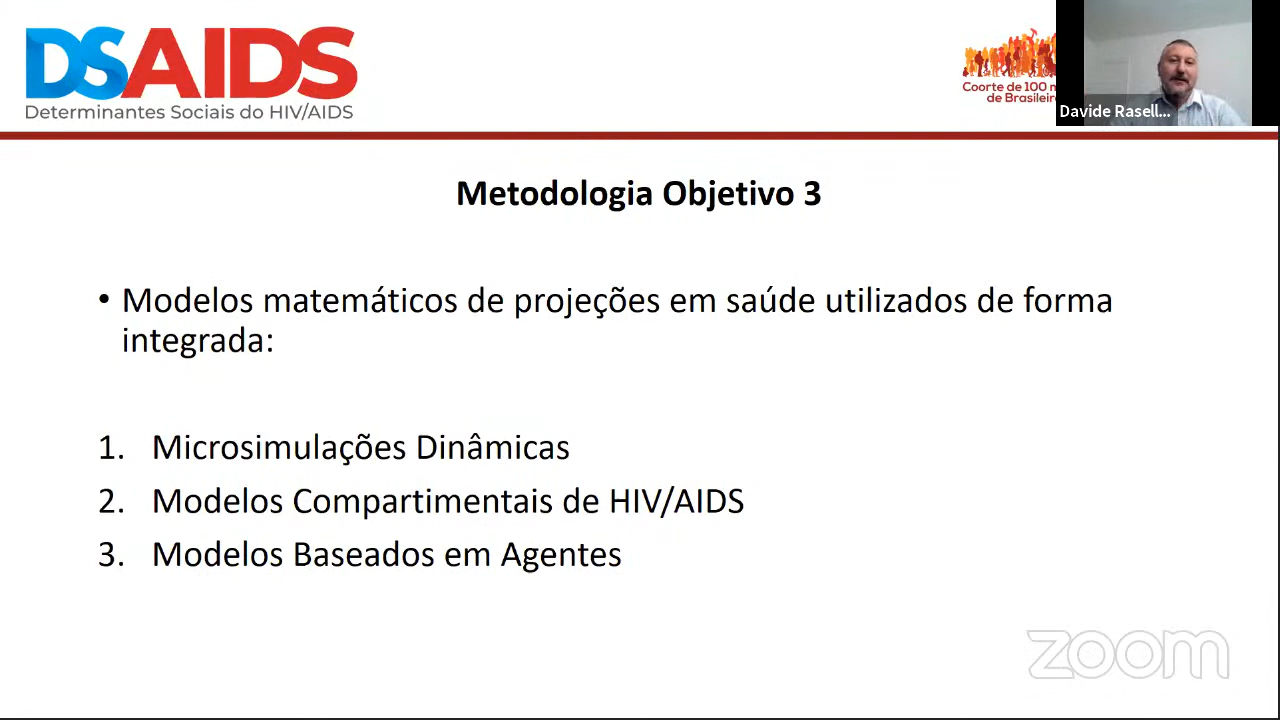 DSAIDS
Determinantes Sociais do HIV/AIDS
Coorte de 100 m
de Brasileir
Davide Rasell...
Metodologia Objetivo 3
• Modelos matemáticos de projeções em saúde utilizados de forma
integrada:
1. Microsimulações Dinâmicas
2. Modelos Compartimentais de HIV/AIDS
3. Modelos Baseados em Agentes
zoom